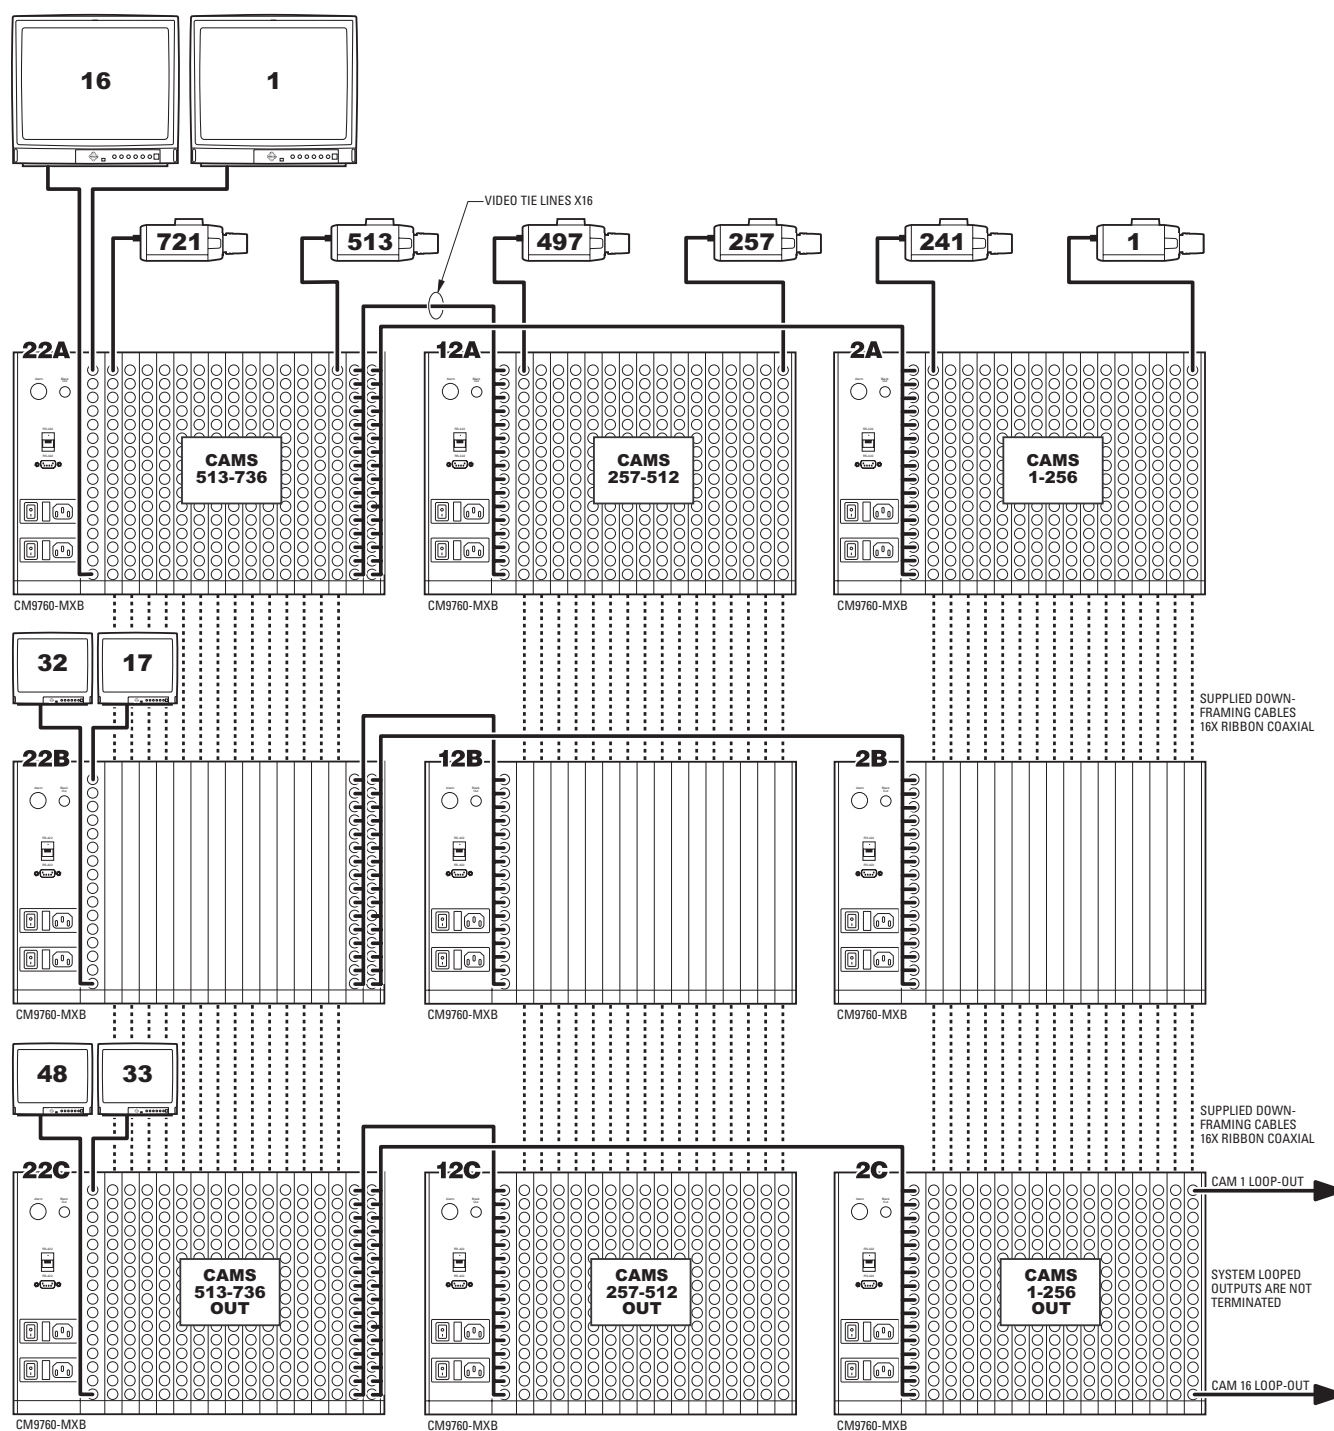 16
1
VIDEO TIE LINES X16
721
513
497
257
241
1
22A
12A
2A
CAMS
513-736
CAMS
257-512
CAMS
1-256
CM9760-MXB
CM9760-MXB
CM9760-MXB
32
17
SUPPLIED DOWN-
FRAMING CABLES
16X RIBBON COAXIAL
22B
12B
2B
CM9760-MXB
CM9760-MXB
CM9760-MXB
48
33
SUPPLIED DOWN-
FRAMING CABLES
16X RIBBON COAXIAL
22C
12C
2C
CAM 1 LOOP-OUT
CAMS
513-736
OUT
CAMS
257-512
OUT
CAMS
1-256
OUT
SYSTEM LOOPED
OUTPUTS ARE NOT
TERMINATED
CAM 16 LOOP-OUT
CM9760-MXB
CM9760-MXB
CM9760-MXB